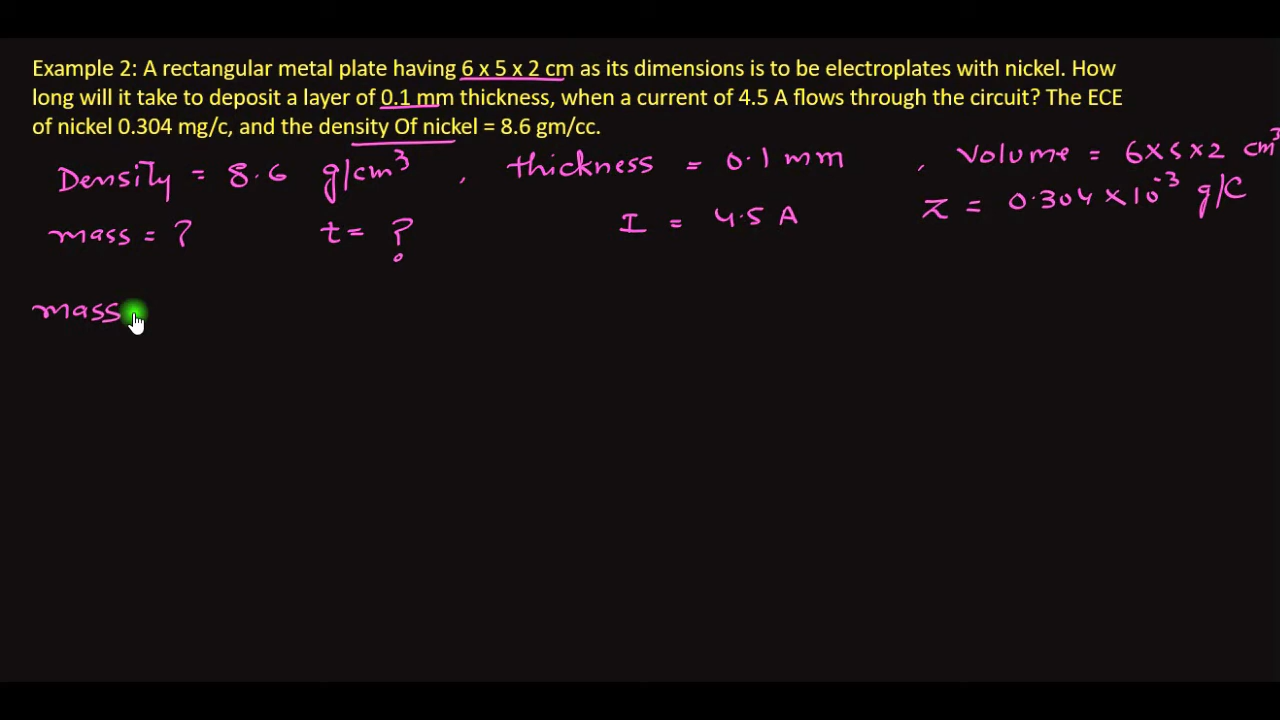 Example 2: A rectangular metal plate having 6 x 5 x 2 cm as its dimensions is to be electroplates with nickel. How
long will it take to deposit a layer of 0.1 mm thickness, when a current of 4.5 A flows through the circuit? The ECE
of nickel 0.304 mg/c, and the density Of nickel = 8.6 gm/cc.
Density = 8.6 g/cm³ , thickness = 0.1 mm , Volume = 6×5×2 cm³
mass = ? t = ? I = 4.5 A Z = 0.304 × 10⁻³ g/C
mass